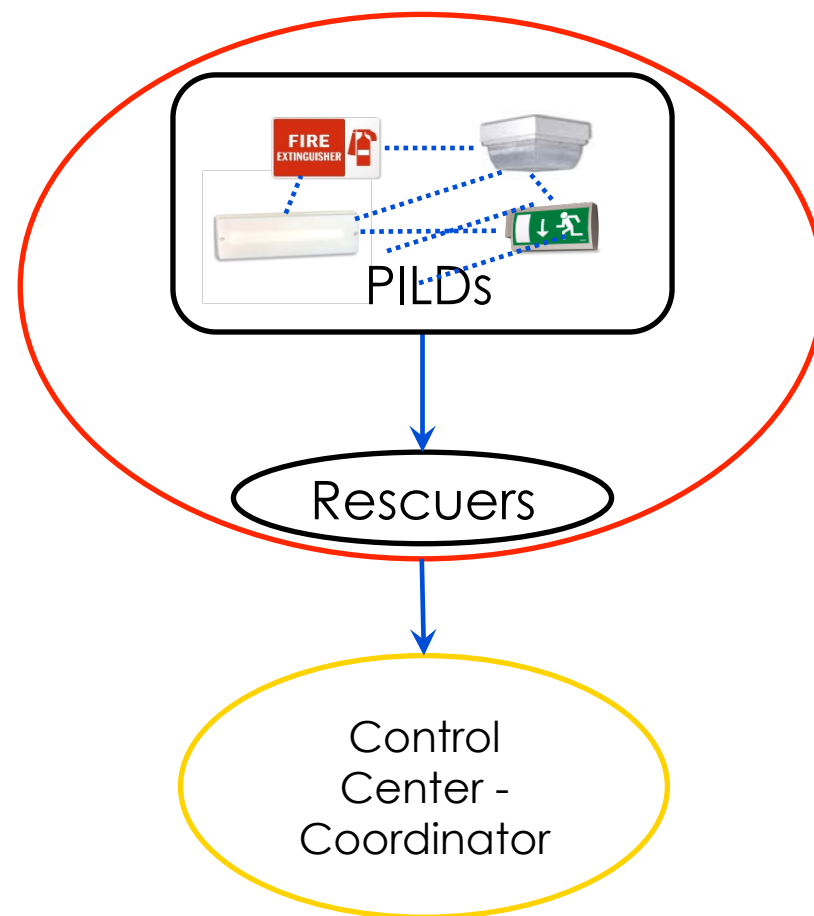 FIRE
EXTINGUISHER
PILDs
Rescuers
Control
Center -
Coordinator